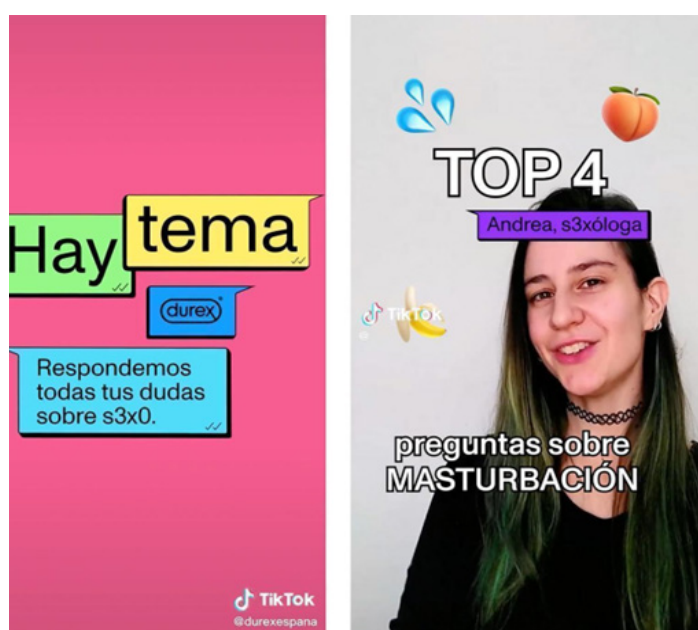 Hay
tema
durex
Respondemos
todas tus dudas
sobre s3x0.
TikTok
@durexespana
TOP 4
Andrea, s3xóloga
TikTok
preguntas sobre
MASTURBACIÓN